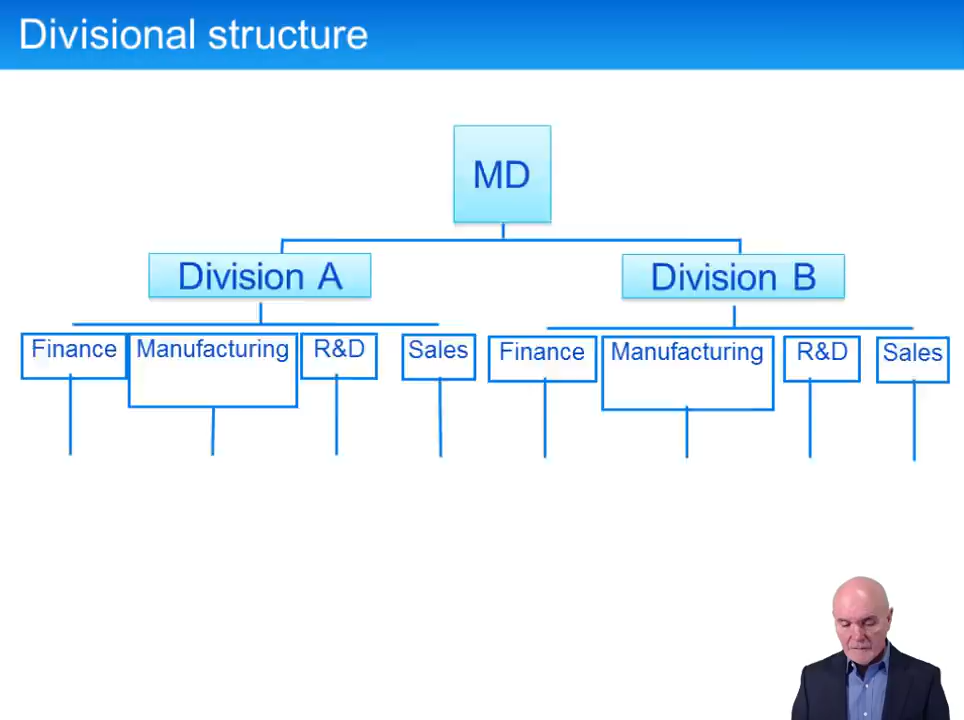 Divisional structure
MD
Division A
Division B
Finance
Manufacturing
R&D
Sales
Finance
Manufacturing
R&D
Sales